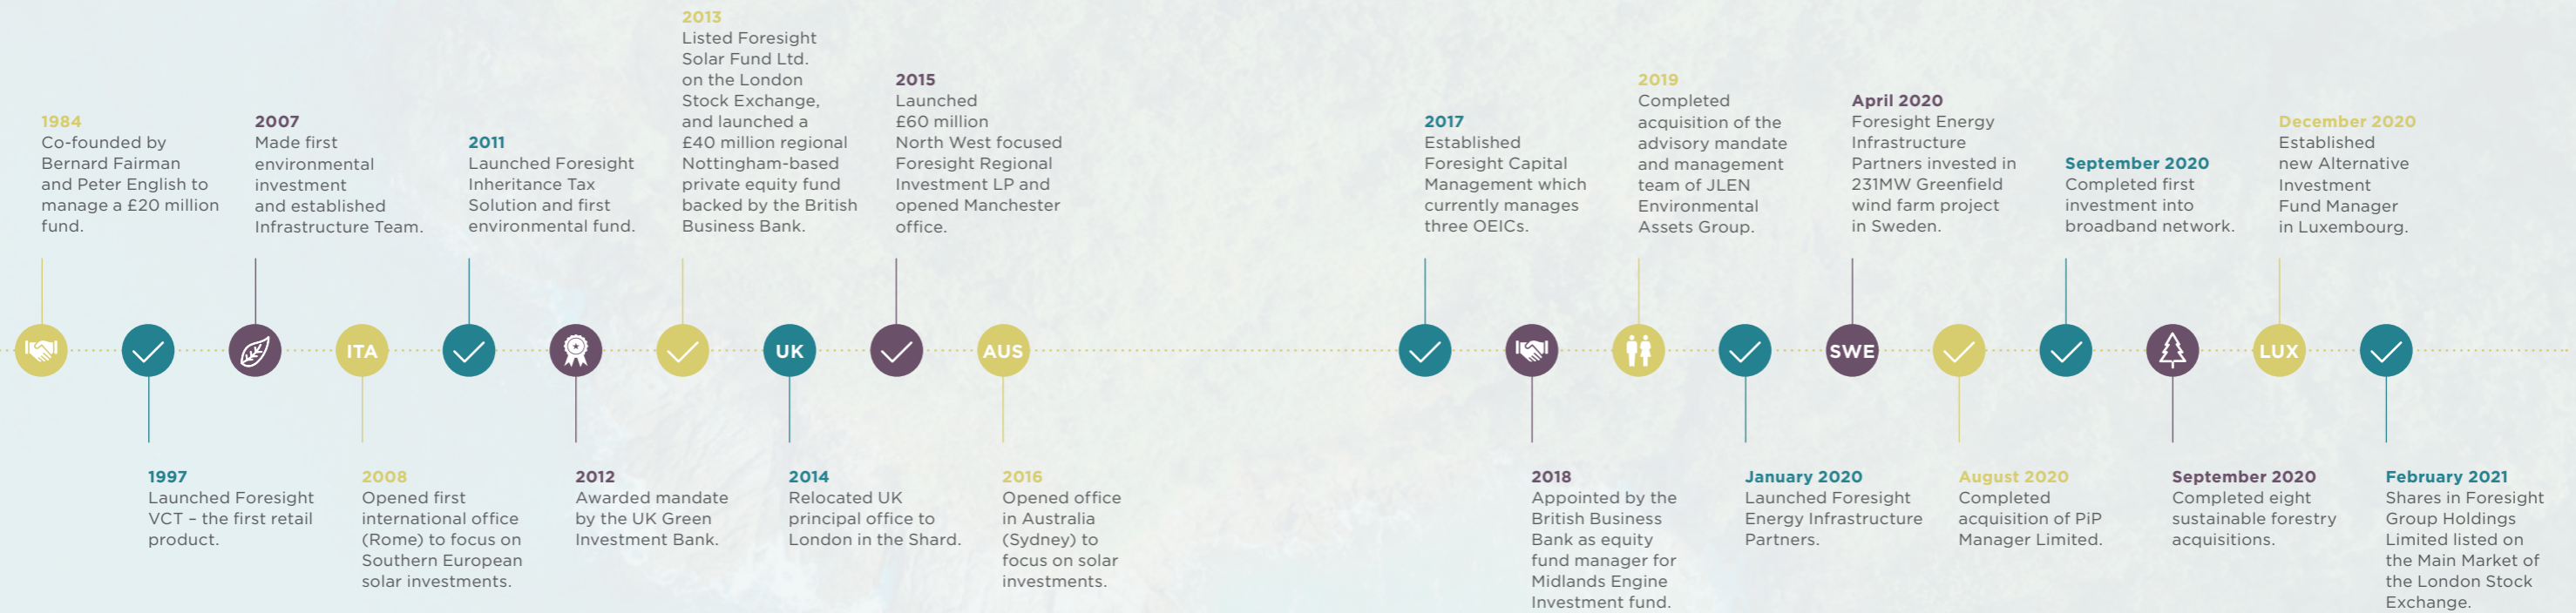 1984
Co-founded by
Bernard Fairman
and Peter English to
manage a £20 million
fund.
1997
Launched Foresight
VCT – the first retail
product.
2007
Made first
environmental
investment
and established
Infrastructure Team.
ITA
2008
Opened first
international office
(Rome) to focus on
Southern European
solar investments.
2011
Launched Foresight
Inheritance Tax
Solution and first
environmental fund.
2012
Awarded mandate
by the UK Green
Investment Bank.
2013
Listed Foresight
Solar Fund Ltd.
on the London
Stock Exchange,
and launched a
£40 million regional
Nottingham-based
private equity fund
backed by the British
Business Bank.
UK
2014
Relocated UK
principal office to
London in the Shard.
2015
Launched
£60 million
North West focused
Foresight Regional
Investment LP and
opened Manchester
office.
AUS
2016
Opened office
in Australia
(Sydney) to
focus on solar
investments.
2017
Established
Foresight Capital
Management which
currently manages
three OEICs.
2018
Appointed by the
British Business
Bank as equity
fund manager for
Midlands Engine
Investment fund.
2019
Completed
acquisition of the
advisory mandate
and management
team of JLEN
Environmental
Assets Group.
January 2020
Launched Foresight
Energy Infrastructure
Partners.
April 2020
Foresight Energy
Infrastructure
Partners invested in
231MW Greenfield
wind farm project
in Sweden.
SWE
August 2020
Completed
acquisition of PiP
Manager Limited.
September 2020
Completed first
investment into
broadband network.
September 2020
Completed eight
sustainable forestry
acquisitions.
December 2020
Established
new Alternative
Investment
Fund Manager
in Luxembourg.
LUX
February 2021
Shares in Foresight
Group Holdings
Limited listed on
the Main Market of
the London Stock
Exchange.